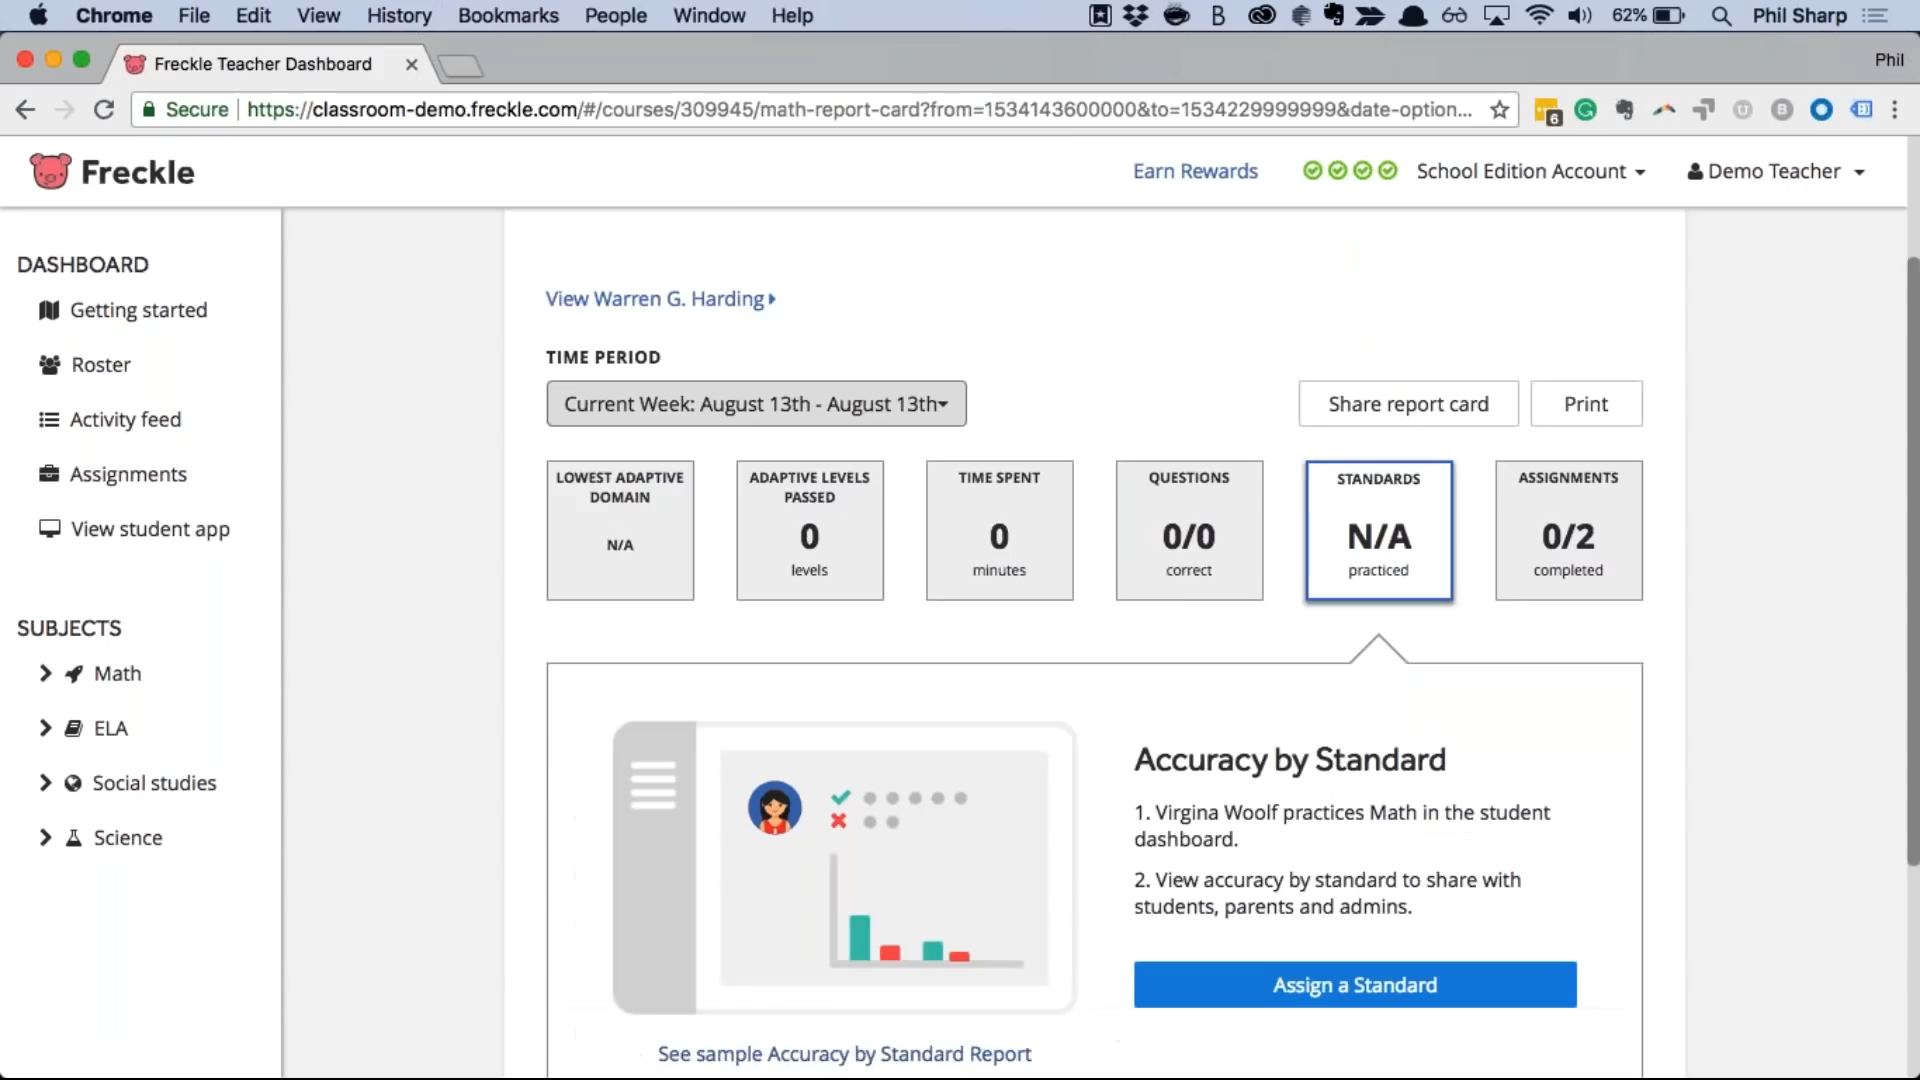 Chrome File Edit View History Bookmarks People Window Help 62% Phil Sharp
Freckle Teacher Dashboard Phil
Secure https://classroom-demo.freckle.com/#/courses/309945/math-report-card?from=1534143600000&to=1534229999999&date-option... 6
Freckle Earn Rewards School Edition Account Demo Teacher
DASHBOARD
Getting started
Roster
Activity feed
Assignments
View student app
SUBJECTS
Math
ELA
Social studies
Science
View Warren G. Harding
TIME PERIOD
Current Week: August 13th - August 13th
Share report card
Print
LOWEST ADAPTIVE
DOMAIN
N/A
ADAPTIVE LEVELS
PASSED
0
levels
TIME SPENT
0
minutes
QUESTIONS
0/0
correct
STANDARDS
N/A
practiced
ASSIGNMENTS
0/2
completed
Accuracy by Standard
1. Virgina Woolf practices Math in the student
dashboard.
2. View accuracy by standard to share with
students, parents and admins.
Assign a Standard
See sample Accuracy by Standard Report